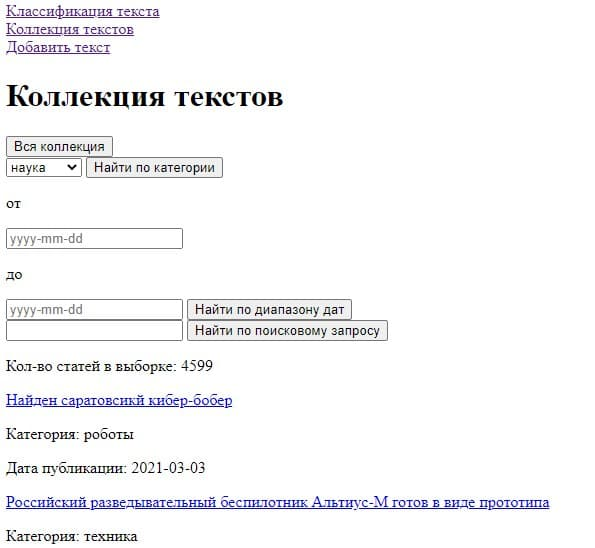 Классификация текста
Коллекция текстов
Добавить текст
Коллекция текстов
Вся коллекция
наука Найти по категории
от
yyyy-mm-dd
до
yyyy-mm-dd Найти по диапазону дат
Найти по поисковому запросу
Кол-во статей в выборке: 4599
Найден саратовсикй кибер-бобер
Категория: роботы
Дата публикации: 2021-03-03
Российский разведывательный беспилотник Альтиус-М готов в виде прототипа
Категория: техника